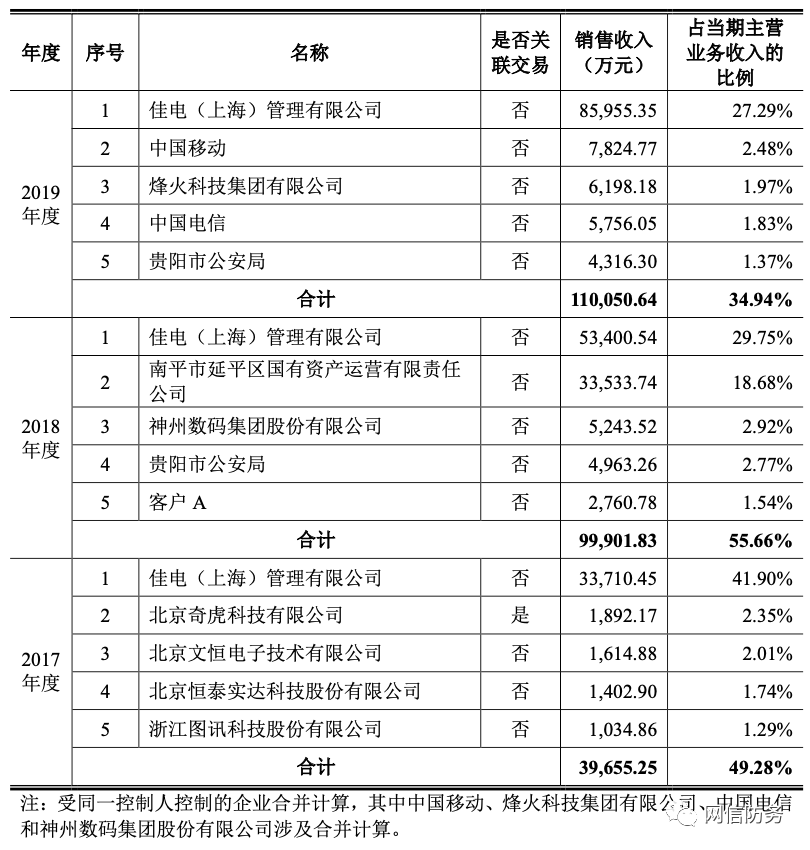 年度 序号 名称 是否关联交易 销售收入（万元） 占当期主营业务收入的比例
2019年度
1 佳电（上海）管理有限公司 否 85,955.35 27.29%
2 中国移动 否 7,824.77 2.48%
3 烽火科技集团有限公司 否 6,198.18 1.97%
4 中国电信 否 5,756.05 1.83%
5 贵阳市公安局 否 4,316.30 1.37%
合计 110,050.64 34.94%
2018年度
1 佳电（上海）管理有限公司 否 53,400.54 29.75%
2 南平市延平区国有资产运营有限责任公司 否 33,533.74 18.68%
3 神州数码集团股份有限公司 否 5,243.52 2.92%
4 贵阳市公安局 否 4,963.26 2.77%
5 客户 A 否 2,760.78 1.54%
合计 99,901.83 55.66%
2017年度
1 佳电（上海）管理有限公司 否 33,710.45 41.90%
2 北京奇虎科技有限公司 是 1,892.17 2.35%
3 北京文恒电子技术有限公司 否 1,614.88 2.01%
4 北京恒泰实达科技股份有限公司 否 1,402.90 1.74%
5 浙江图讯科技股份有限公司 否 1,034.86 1.29%
合计 39,655.25 49.28%
注：受同一控制人控制的企业合并计算，其中中国移动、烽火科技集团有限公司、中国电信
和神州数码集团股份有限公司涉及合并计算。
网信防务